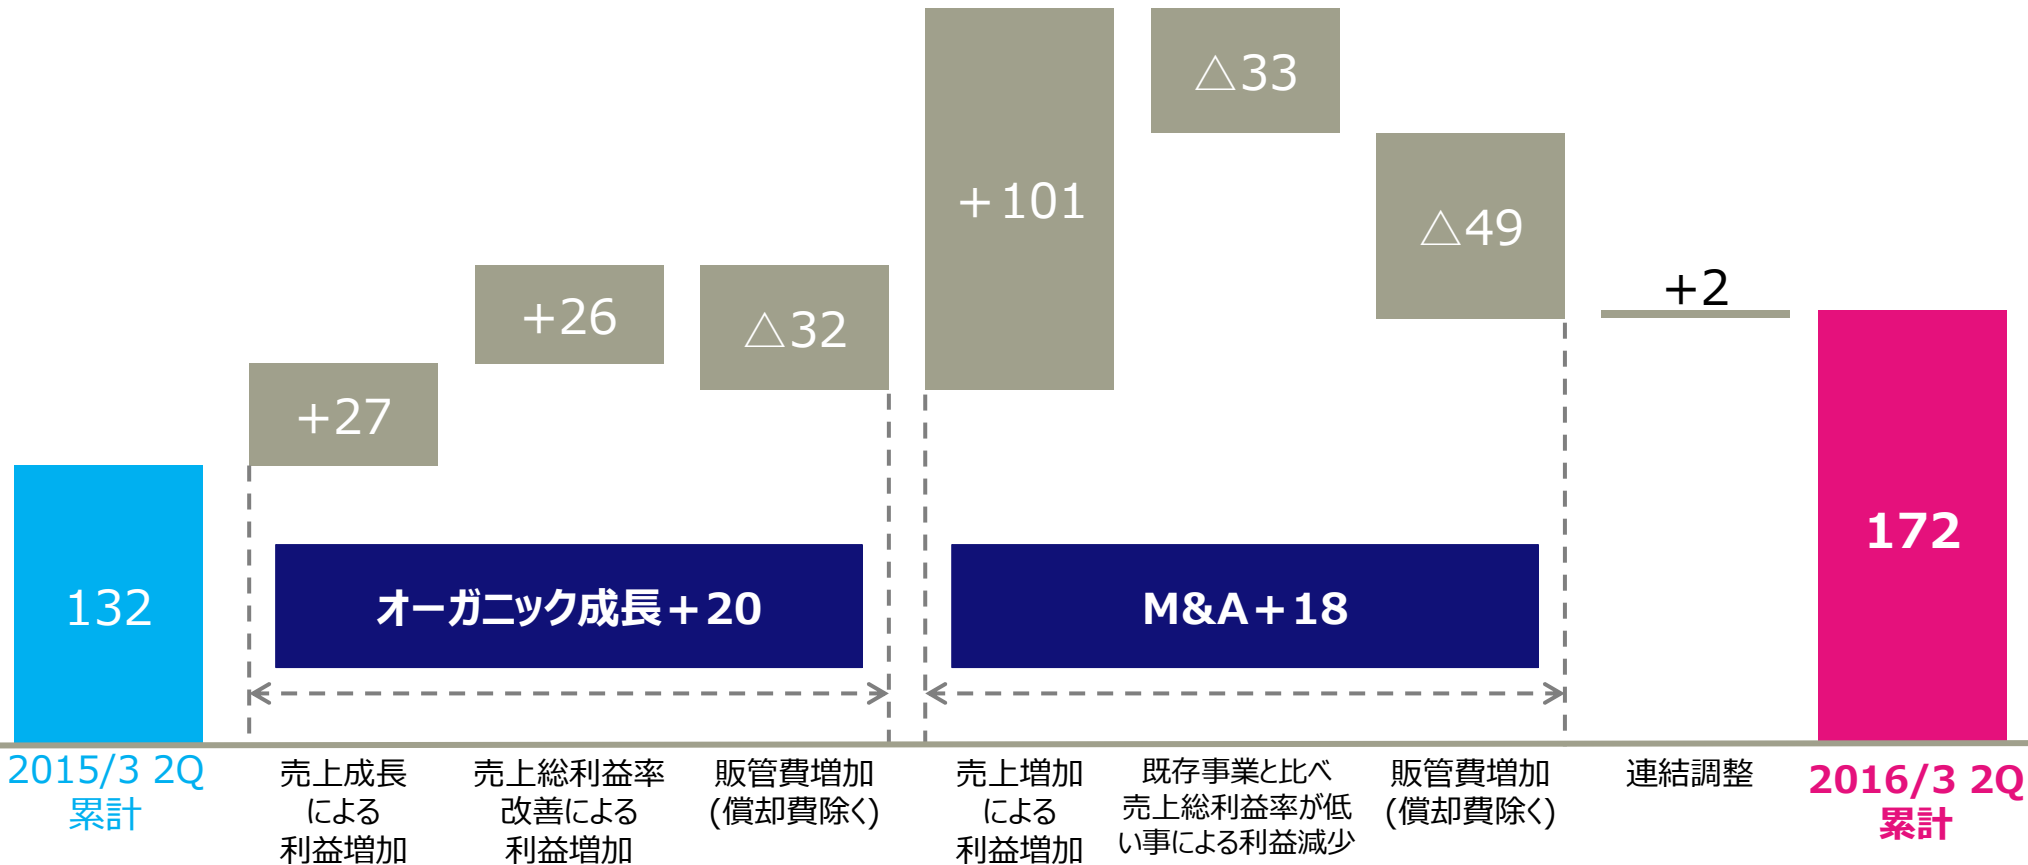 132
+27
+26
△32
+101
△33
△49
+2
172
オーガニック成長+20
M&A+18
2015/3 2Q
累計
売上成長
による
利益増加
売上総利益率
改善による
利益増加
販管費増加
(償却費除く)
売上増加
による
利益増加
既存事業と比べ
売上総利益率が低
い事による利益減少
販管費増加
(償却費除く)
連結調整
2016/3 2Q
累計